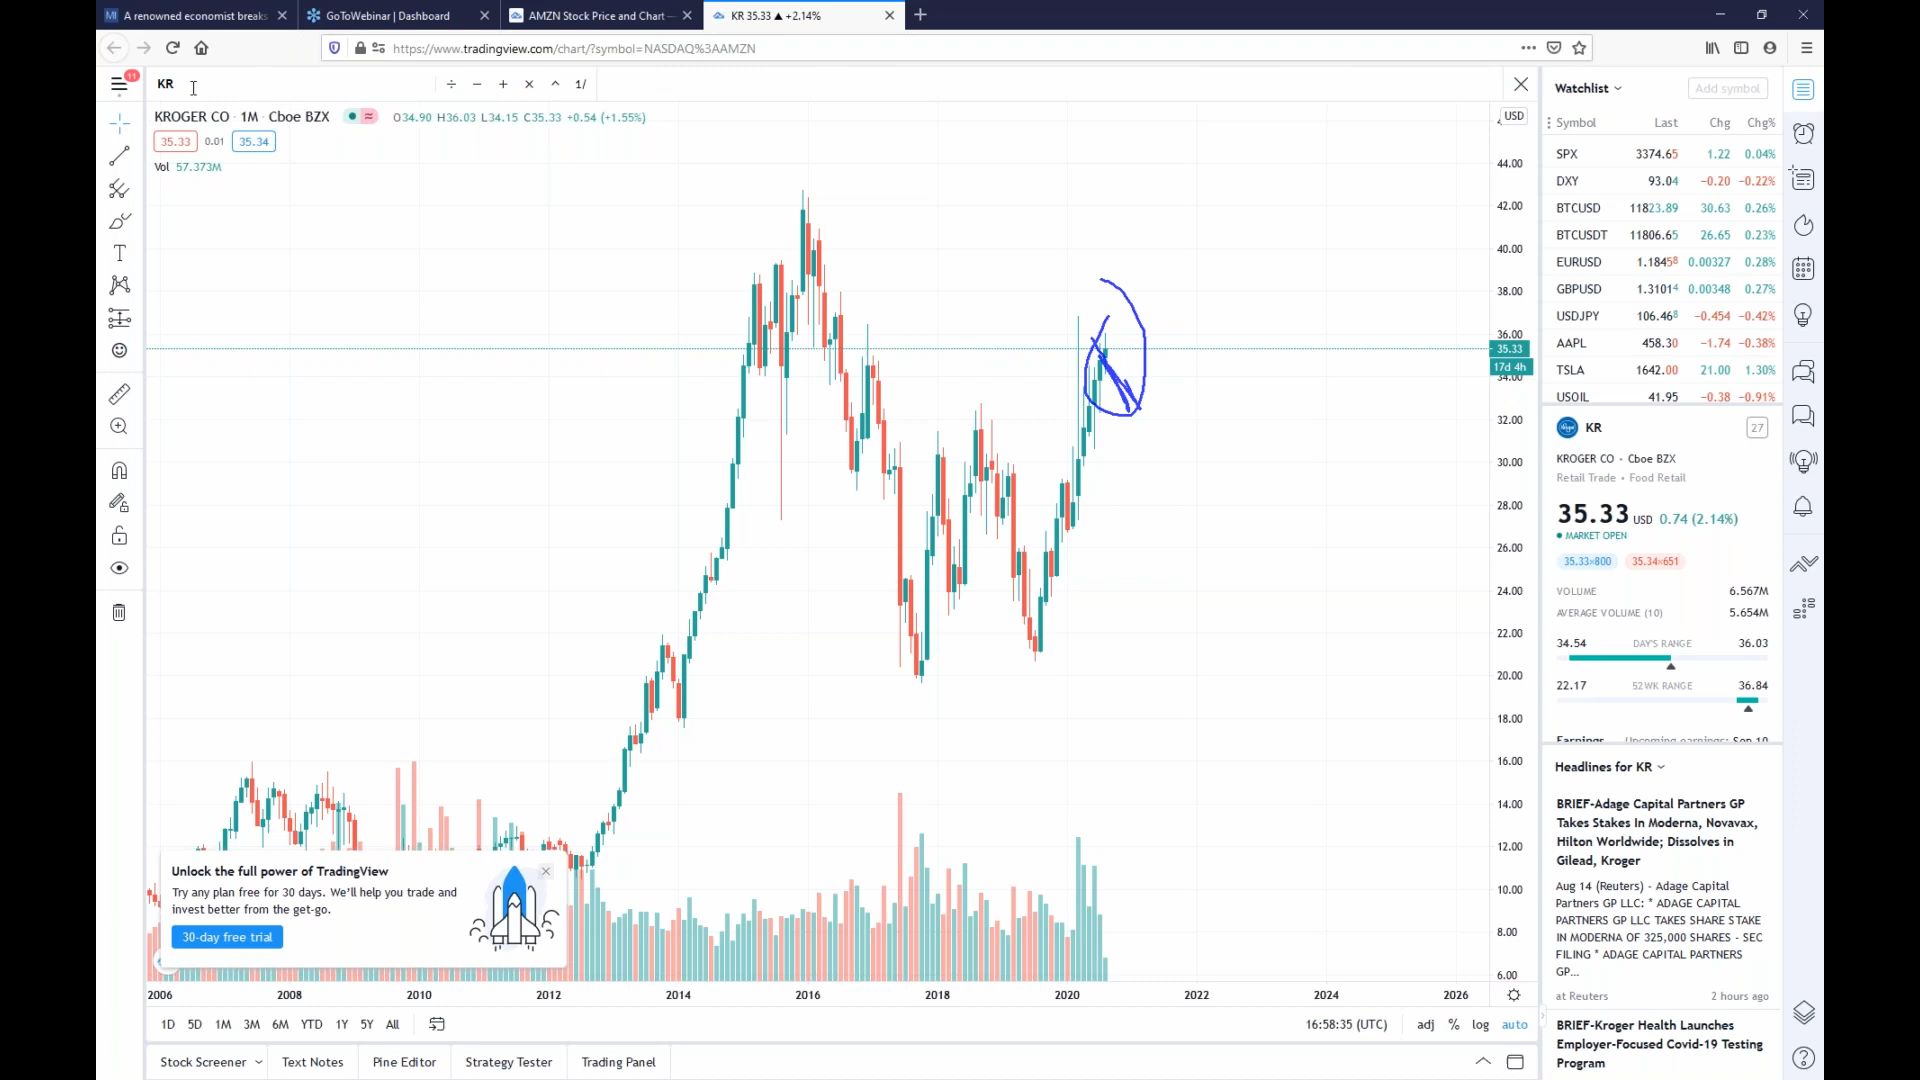 A renowned economist breaks
GoToWebinar | Dashboard
AMZN Stock Price and Chart —
KR 35.33 ▲ +2.14%
https://www.tradingview.com/chart/?symbol=NASDAQ%3AAMZN
11
KR
÷ − + × ^ 1/
KROGER CO · 1M · Cboe BZX
O34.90 H36.03 L34.15 C35.33 +0.54 (+1.55%)
35.33 0.01 35.34
Vol 57.373M
USD
44.00
42.00
40.00
38.00
36.00
35.33
17d 4h
34.00
32.00
30.00
28.00
26.00
24.00
22.00
20.00
18.00
16.00
14.00
12.00
10.00
8.00
6.00
Unlock the full power of TradingView
Try any plan free for 30 days. We'll help you trade and
invest better from the get-go.
30-day free trial
2006 2008 2010 2012 2014 2016 2018 2020 2022 2024 2026
1D 5D 1M 3M 6M YTD 1Y 5Y All
16:58:35 (UTC) adj % log auto
Stock Screener Text Notes Pine Editor Strategy Tester Trading Panel
Watchlist Add symbol
Symbol Last Chg Chg%
SPX 3374.65 1.22 0.04%
DXY 93.04 −0.20 −0.22%
BTCUSD 11823.89 30.63 0.26%
BTCUSDT 11806.65 26.65 0.23%
EURUSD 1.18458 0.00327 0.28%
GBPUSD 1.31014 0.00348 0.27%
USDJPY 106.468 −0.454 −0.42%
AAPL 458.30 −1.74 −0.38%
TSLA 1642.00 21.00 1.30%
USOIL 41.95 −0.38 −0.91%
KR 27
KROGER CO • Cboe BZX
Retail Trade • Food Retail
35.33 USD 0.74 (2.14%)
MARKET OPEN
35.33×800 35.34×651
VOLUME 6.567M
AVERAGE VOLUME (10) 5.654M
34.54 DAY'S RANGE 36.03
22.17 52WK RANGE 36.84
Earnings Upcoming earnings: Sep 10
Headlines for KR
BRIEF-Adage Capital Partners GP
Takes Stakes In Moderna, Novavax,
Hilton Worldwide; Dissolves in
Gilead, Kroger
Aug 14 (Reuters) - Adage Capital
Partners GP LLC: * ADAGE CAPITAL
PARTNERS GP LLC TAKES SHARE STAKE
IN MODERNA OF 325,000 SHARES - SEC
FILING * ADAGE CAPITAL PARTNERS
GP...
at Reuters 2 hours ago
BRIEF-Kroger Health Launches
Employer-Focused Covid-19 Testing
Program